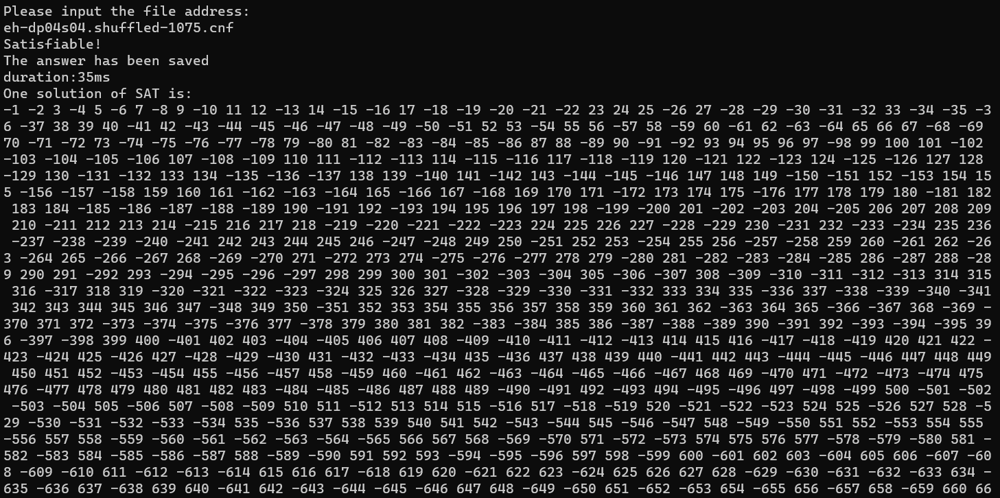 Please input the file address:
eh-dp04s04.shuffled-1075.cnf
Satisfiable!
The answer has been saved
duration:35ms
One solution of SAT is:
-1 -2 3 -4 5 -6 7 -8 9 -10 11 12 -13 14 -15 -16 17 -18 -19 -20 -21 -22 23 24 25 -26 27 -28 -29 -30 -31 -32 33 -34 -35 -3
6 -37 38 39 40 -41 42 -43 -44 -45 -46 -47 -48 -49 -50 -51 52 53 -54 55 56 -57 58 -59 60 -61 62 -63 -64 65 66 67 -68 -69
70 -71 -72 73 -74 -75 -76 -77 -78 79 -80 81 -82 -83 -84 -85 -86 87 88 -89 90 -91 -92 93 94 95 96 97 -98 99 100 101 -102
-103 -104 -105 -106 107 -108 -109 110 111 -112 -113 114 -115 -116 117 -118 -119 120 -121 122 -123 124 -125 -126 127 128
-129 130 -131 -132 133 134 -135 -136 -137 138 139 -140 141 -142 143 -144 -145 -146 147 148 149 -150 -151 152 -153 154 15
5 -156 -157 -158 159 160 161 -162 -163 -164 165 -166 167 -168 169 170 171 -172 173 174 175 -176 177 178 179 180 -181 182
183 184 -185 -186 -187 -188 -189 190 -191 192 -193 194 195 196 197 198 -199 -200 201 -202 -203 204 -205 206 207 208 209
210 -211 212 213 214 -215 216 217 218 -219 -220 -221 -222 -223 224 225 226 227 -228 -229 230 -231 232 -233 -234 235 236
-237 -238 -239 -240 -241 242 243 244 245 246 -247 -248 249 250 -251 252 253 -254 255 256 -257 -258 259 260 -261 262 -26
3 -264 265 -266 -267 268 -269 -270 271 -272 273 274 -275 -276 -277 278 279 -280 281 -282 -283 -284 -285 286 -287 288 -28
9 290 291 -292 293 -294 -295 -296 -297 298 299 300 301 -302 -303 -304 305 -306 -307 308 -309 -310 -311 -312 -313 314 315
316 -317 318 319 -320 -321 -322 -323 -324 325 326 327 -328 -329 -330 -331 -332 333 334 335 -336 337 -338 -339 -340 -341
342 343 344 345 346 347 -348 349 350 -351 352 353 354 355 356 357 358 359 360 361 362 -363 364 365 -366 -367 368 -369 -
370 371 372 -373 -374 -375 -376 377 -378 379 380 381 382 -383 -384 385 386 -387 -388 -389 390 -391 392 -393 -394 -395 39
6 -397 -398 399 400 -401 402 403 -404 -405 406 407 408 -409 -410 -411 -412 -413 414 415 416 -417 -418 -419 420 421 422 -
423 -424 425 -426 427 -428 -429 -430 431 -432 -433 -434 435 -436 437 438 439 440 -441 442 443 -444 -445 -446 447 448 449
450 451 452 -453 -454 455 -456 -457 458 -459 460 -461 462 -463 -464 -465 -466 -467 468 469 -470 471 -472 -473 -474 475
476 -477 478 479 480 481 482 483 -484 -485 -486 487 488 489 -490 -491 492 -493 494 -495 -496 497 -498 -499 500 -501 -502
-503 -504 505 -506 507 -508 -509 510 511 -512 513 514 515 -516 517 -518 -519 520 -521 -522 -523 524 525 -526 527 528 -5
29 -530 -531 -532 -533 -534 535 -536 537 538 539 540 541 542 -543 -544 545 -546 -547 548 -549 -550 551 552 -553 554 555
-556 557 558 -559 -560 -561 -562 -563 -564 -565 566 567 568 -569 -570 571 -572 -573 574 575 576 577 -578 -579 -580 581 -
582 -583 584 -585 -586 -587 588 -589 -590 591 592 593 -594 -595 -596 597 598 -599 600 -601 602 603 -604 605 606 -607 -60
8 -609 -610 611 -612 -613 -614 615 616 617 -618 619 620 -621 622 623 -624 625 626 627 628 -629 -630 -631 -632 -633 634 -
635 -636 637 -638 639 640 -641 642 -643 -644 -645 -646 647 648 -649 -650 651 -652 -653 654 -655 656 -657 658 -659 660 66